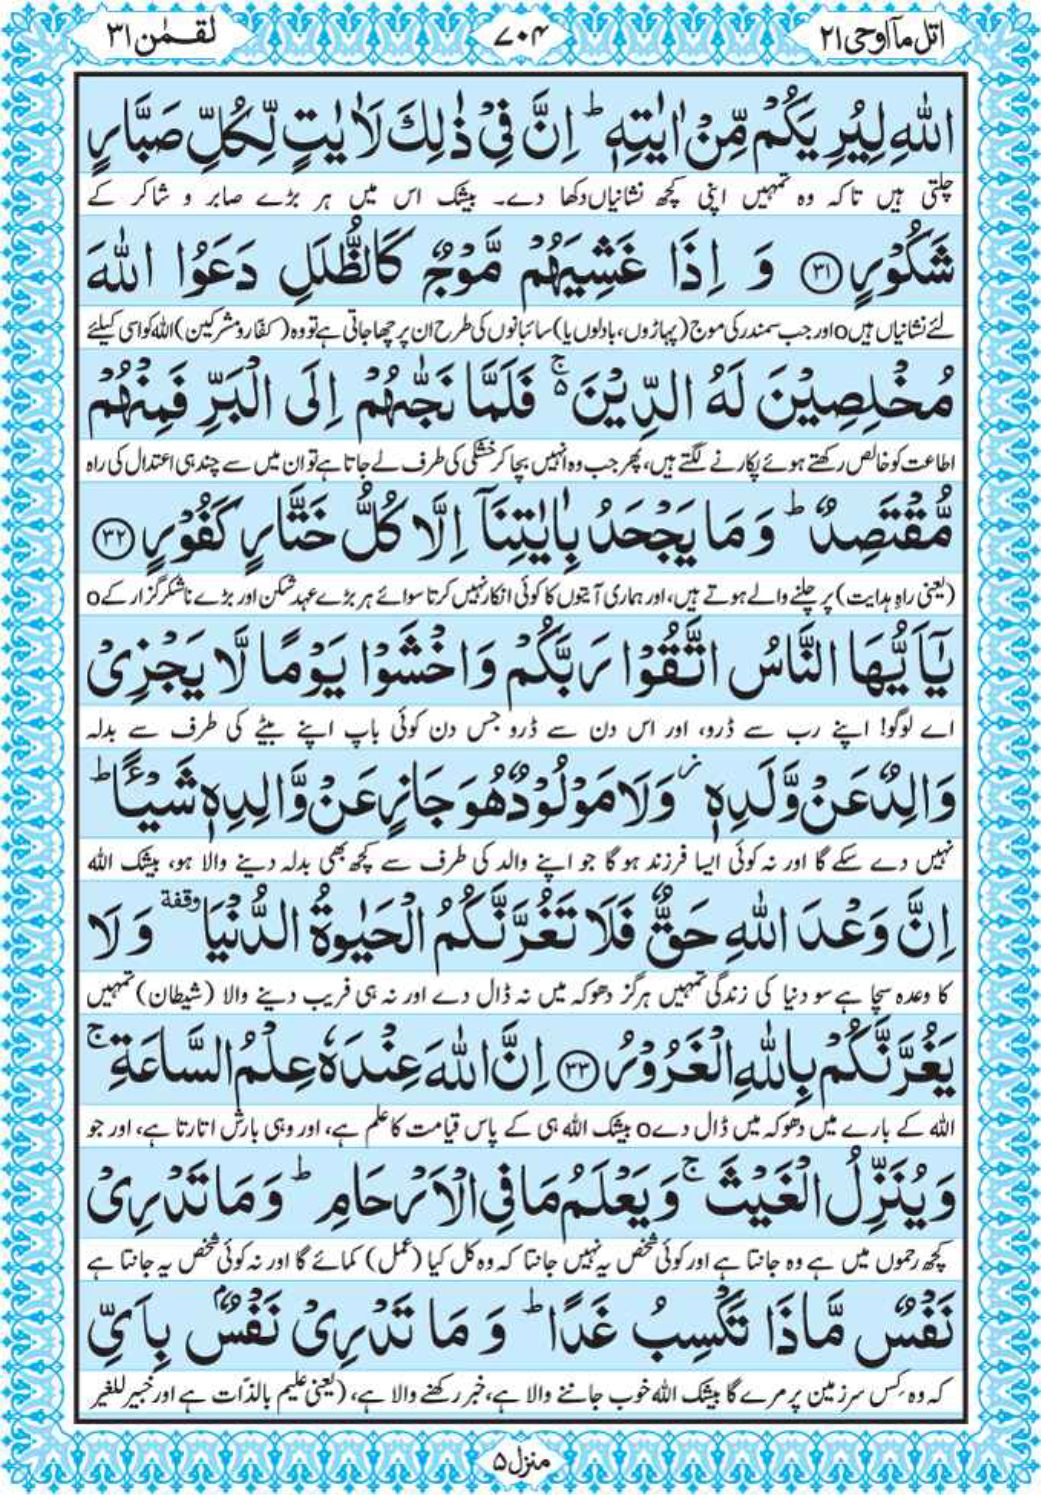 اتل مآ اوحی ۲۱ ۷۰۴ لقمٰن ۳۱
اللّٰهِ لِيُرِيَكُمْ مِّنْ اٰيٰتِهٖ ؕ اِنَّ فِيْ ذٰلِكَ لَاٰيٰتٍ لِّكُلِّ صَبَّارٍ
چلتی ہیں تاکہ وہ تمہیں اپنی کچھ نشانیاں دکھا دے۔ بیشک اس میں ہر بڑے صابر و شاکر کے
شَكُوْرٍ ﴿۳۱﴾ وَ اِذَا غَشِيَهُمْ مَّوْجٌ كَالظُّلَلِ دَعَوُا اللّٰهَ
لئے نشانیاں ہیںo اور جب سمندر کی موج (پہاڑوں، بادلوں یا) سائبانوں کی طرح ان پر چھا جاتی ہے تو وہ (کفّار و مشرکین) اللہ کو اسی کیلئے
مُخْلِصِيْنَ لَهُ الدِّيْنَ ۚ۬ فَلَمَّا نَجّٰىهُمْ اِلَى الْبَرِّ فَمِنْهُمْ
اطاعت کو خالص رکھتے ہوئے پکارنے لگتے ہیں، پھر جب وہ انہیں بچا کر خشکی کی طرف لے جاتا ہے تو ان میں سے چند ہی اعتدال کی راہ
مُّقْتَصِدٌ ؕ وَ مَا يَجْحَدُ بِاٰيٰتِنَاۤ اِلَّا كُلُّ خَتَّارٍ كَفُوْرٍ ﴿۳۲﴾
(یعنی راہِ ہدایت) پر چلنے والے ہوتے ہیں، اور ہماری آیتوں کا کوئی انکار نہیں کرتا سوائے ہر بڑے عہد شکن اور بڑے ناشکرگزار کےo
يٰۤاَيُّهَا النَّاسُ اتَّقُوْا رَبَّكُمْ وَ اخْشَوْا يَوْمًا لَّا يَجْزِيْ
اے لوگو! اپنے رب سے ڈرو، اور اس دن سے ڈرو جس دن کوئی باپ اپنے بیٹے کی طرف سے بدلہ
وَالِدٌ عَنْ وَّلَدِهٖ ؗ وَلَا مَوْلُوْدٌ هُوَ جَازٍ عَنْ وَّالِدِهٖ شَيْـًٔا ؕ
نہیں دے سکے گا اور نہ کوئی ایسا فرزند ہو گا جو اپنے والد کی طرف سے کچھ بھی بدلہ دینے والا ہو، بیشک اللہ
اِنَّ وَعْدَ اللّٰهِ حَقٌّ فَلَا تَغُرَّنَّكُمُ الْحَيٰوةُ الدُّنْيَا وقفة وَ لَا
کا وعدہ سچا ہے سو دنیا کی زندگی تمہیں ہرگز دھوکہ میں نہ ڈال دے اور نہ ہی فریب دینے والا (شیطان) تمہیں
يَغُرَّنَّكُمْ بِاللّٰهِ الْغَرُوْرُ ﴿۳۳﴾ اِنَّ اللّٰهَ عِنْدَهٗ عِلْمُ السَّاعَةِ ۚ
اللہ کے بارے میں دھوکہ میں ڈال دےo بیشک اللہ ہی کے پاس قیامت کا علم ہے، اور وہی بارش اتارتا ہے، اور جو
وَيُنَزِّلُ الْغَيْثَ ۚ وَيَعْلَمُ مَا فِي الْاَرْحَامِ ؕ وَ مَا تَدْرِيْ
کچھ رحموں میں ہے وہ جانتا ہے اور کوئی شخص یہ نہیں جانتا کہ وہ کل کیا (عمل) کمائے گا اور نہ کوئی شخص یہ جانتا ہے
نَفْسٌ مَّاذَا تَكْسِبُ غَدًا ؕ وَ مَا تَدْرِيْ نَفْسٌۢ بِاَيِّ
کہ وہ کِس سرزمین پر مرے گا بیشک اللہ خوب جاننے والا ہے، خبر رکھنے والا ہے، (یعنی علیم بالذّات ہے اور خبیر للغیر
منزل ۵